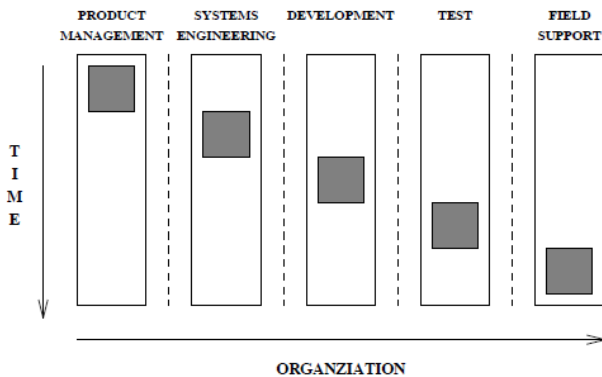 PRODUCT
MANAGEMENT
SYSTEMS
ENGINEERING
DEVELOPMENT
TEST
FIELD
SUPPORT
T
I
M
E
ORGANZIATION